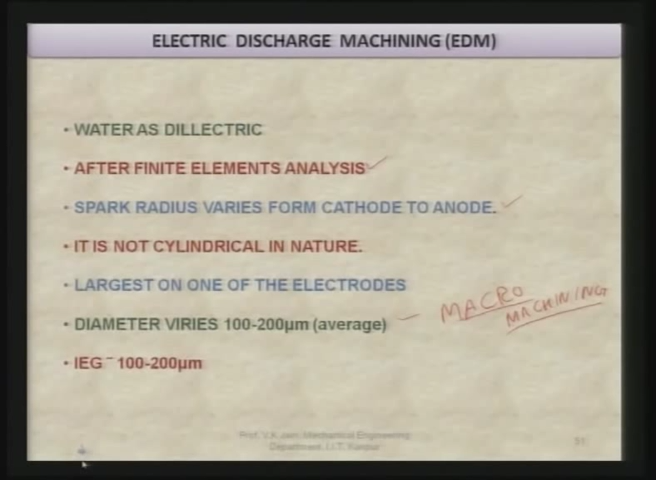 ELECTRIC DISCHARGE MACHINING (EDM)
• WATER AS DILLECTRIC
• AFTER FINITE ELEMENTS ANALYSIS
• SPARK RADIUS VARIES FORM CATHODE TO ANODE.
• IT IS NOT CYLINDRICAL IN NATURE.
• LARGEST ON ONE OF THE ELECTRODES
• DIAMETER VIRIES 100-200µm (average)
MACRO
MACHINING
• IEG ~ 100-200µm
Prof. V.K Jain, Mechanical Engineering
Department, I.I.T. Kanpur